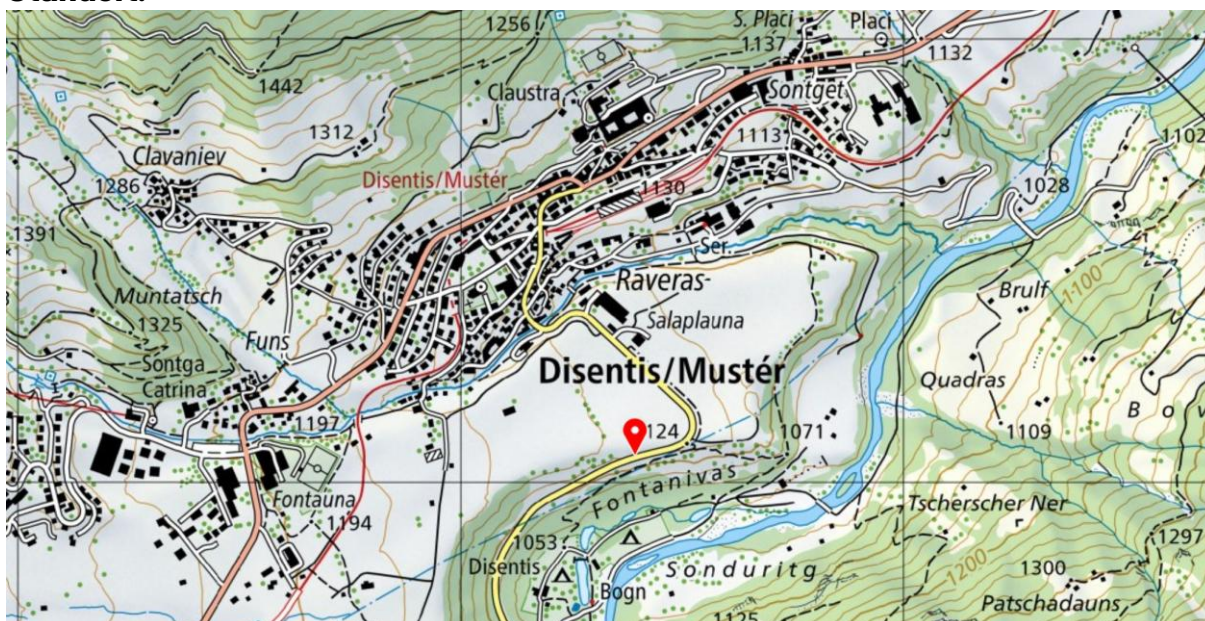 1256
S. Placi
Placi
1137
1132
1442
Claustra
Sontget
1312
1113
1102
Clavaniev
Disentis/Mustér
1286
1130
1028
1391
Ser.
Raveras-
1100
Muntatsch
Brulf
1325
Salaplauna
Funs
Sontga
Catrina
Disentis/Mustér
Quadras
1197
124
1071
1109
Fontanivas
Fontauna
Tscherscher Ner
1194
1053
1297
Disentis
Sonduritg
1200
1300
Bogn
Patschadauns
1125